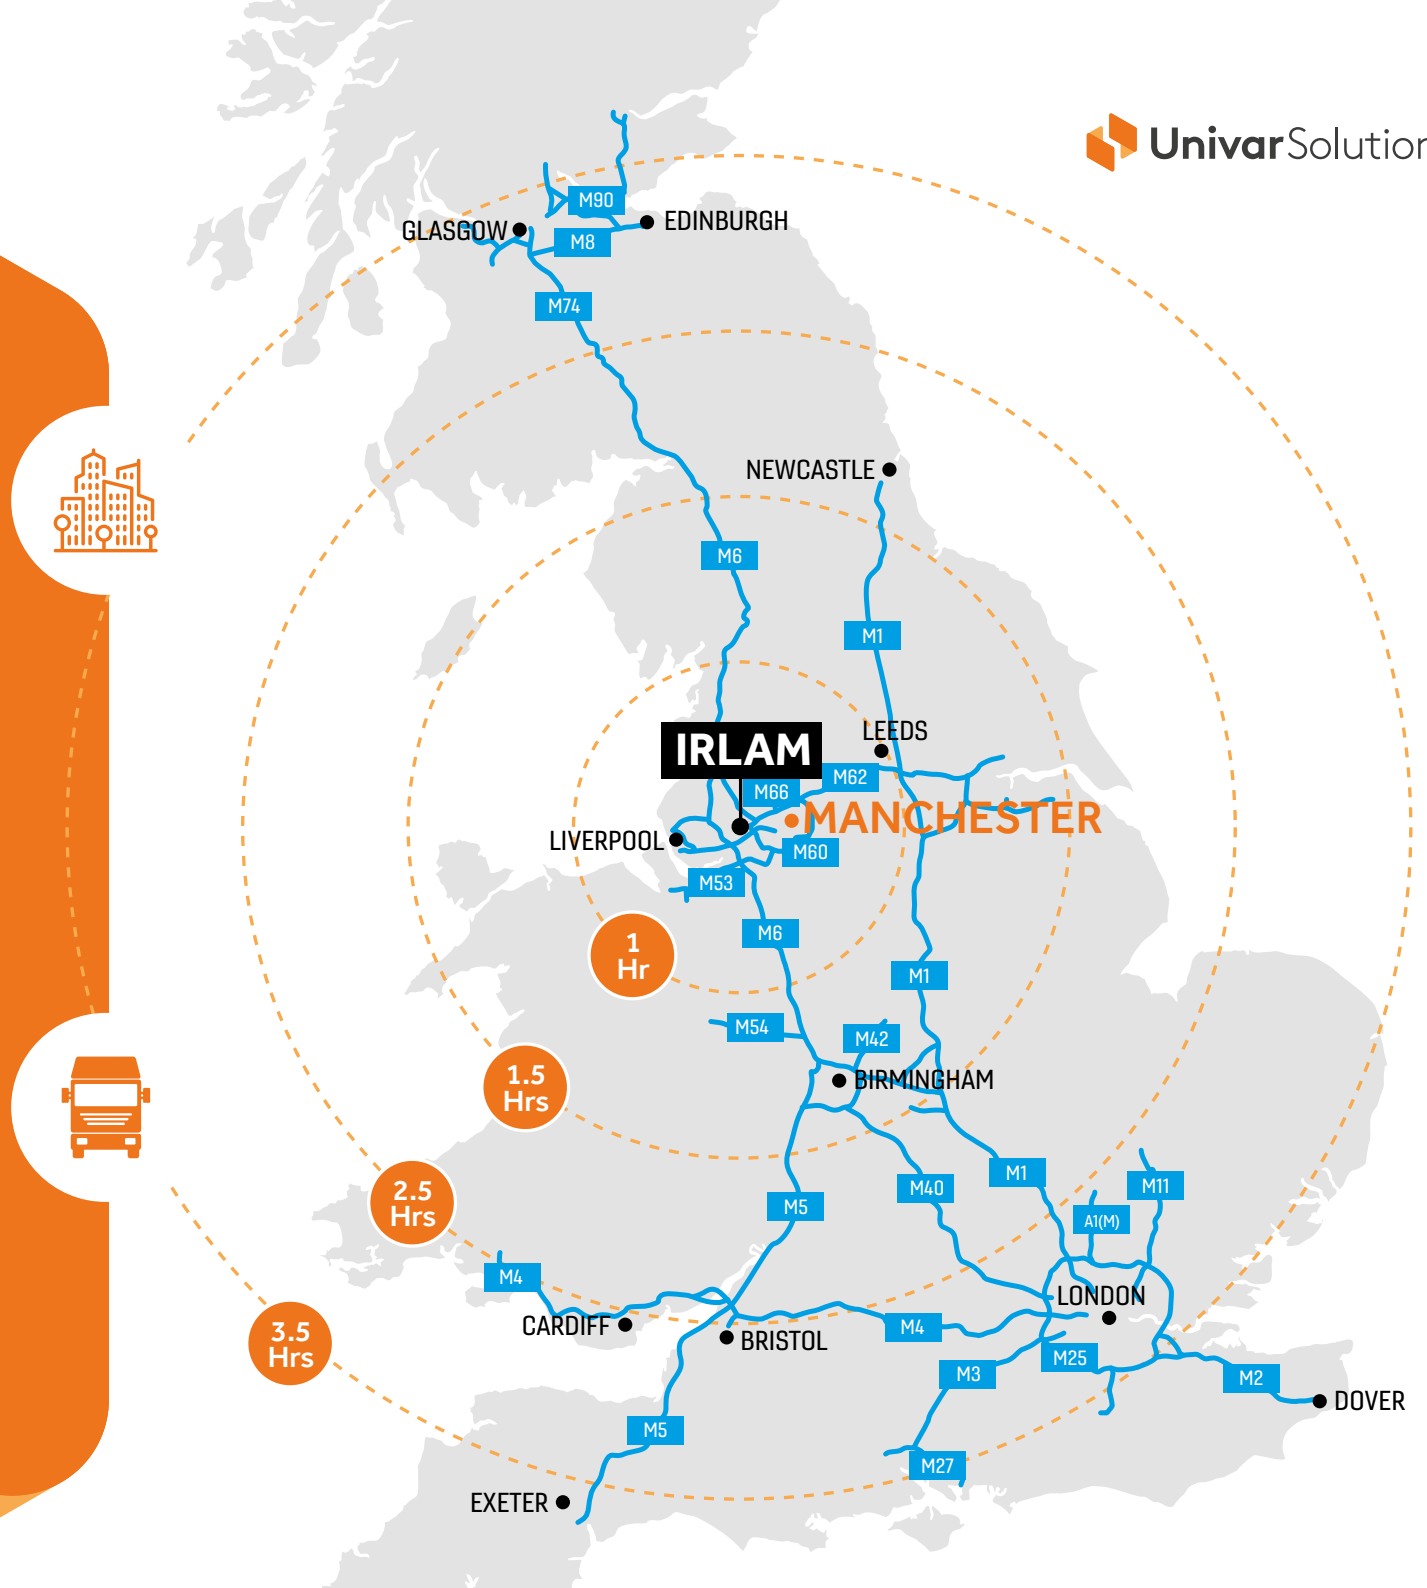 Univar Solution
M90
EDINBURGH
GLASGOW
M8
M74
NEWCASTLE
M6
M1
LEEDS
IRLAM
M62
M66
MANCHESTER
LIVERPOOL
M60
M53
M6
1
Hr
M1
M54
M42
1.5
Hrs
BIRMINGHAM
M1
M11
2.5
Hrs
M40
M5
A1(M)
M4
LONDON
CARDIFF
M4
BRISTOL
3.5
Hrs
M25
M3
M2
DOVER
M5
M27
EXETER